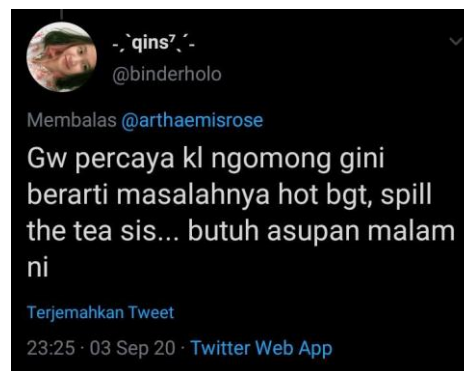 -ˏˋqins⁷ˎˊ-
@binderholo
Membalas @arthaemisrose
Gw percaya kl ngomong gini
berarti masalahnya hot bgt, spill
the tea sis... butuh asupan malam
ni
Terjemahkan Tweet
23:25 · 03 Sep 20 · Twitter Web App